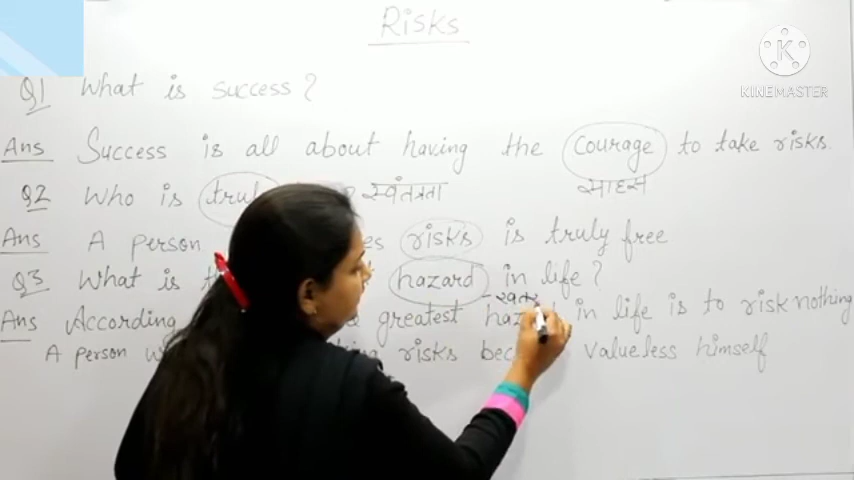 Risks
KINEMASTER
Q1 What is success?
Ans Success is all about having the courage to take risks.
साहस
Q2 Who is स्वंतत्रता
Ans A person risks is truly free
Q3 What is hazard in life?
Ans According greatest in life is to risk nothing
A person risks valueless himself